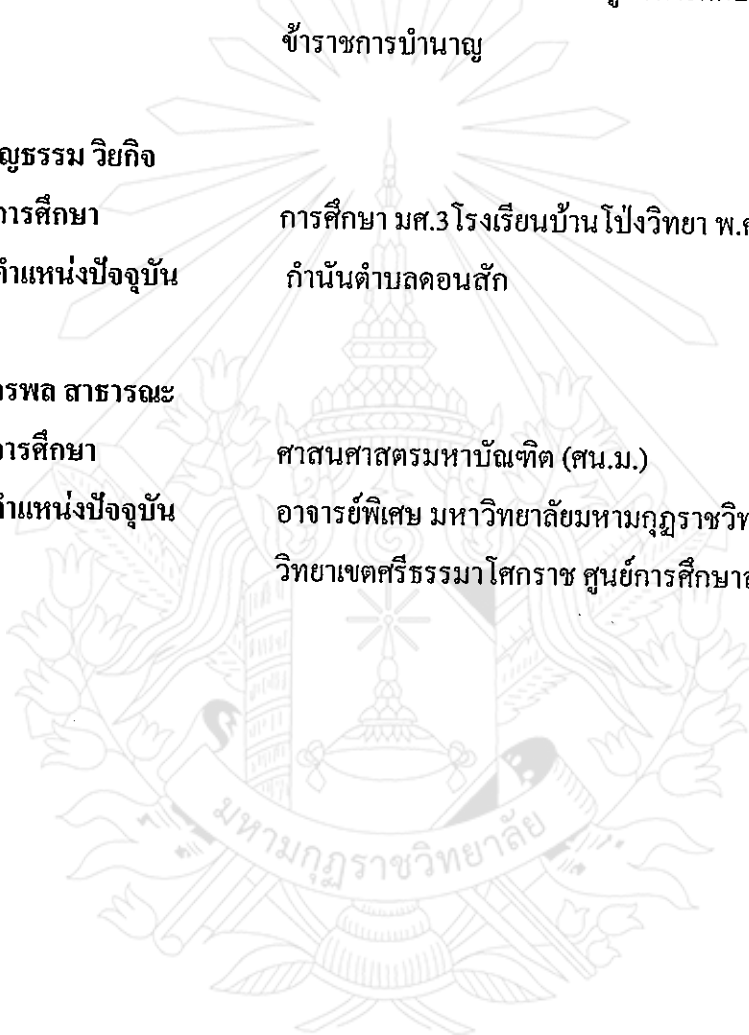 ข้าราชการบำนาญ
ญธรรม วิยกิจ
การศึกษา การศึกษา มศ.3 โรงเรียนบ้านโป่งวิทยา พ.ศ
ตำแหน่งปัจจุบัน กำนันตำบลดอนสัก
รพล สาธารณะ
การศึกษา ศาสนศาสตรมหาบัณฑิต (ศน.ม.)
ตำแหน่งปัจจุบัน อาจารย์พิเศษ มหาวิทยาลัยมหามกุฏราชวิท
วิทยาเขตศรีธรรมาโศกราช ศูนย์การศึกษา
มหามกุฏราชวิทยาลัย